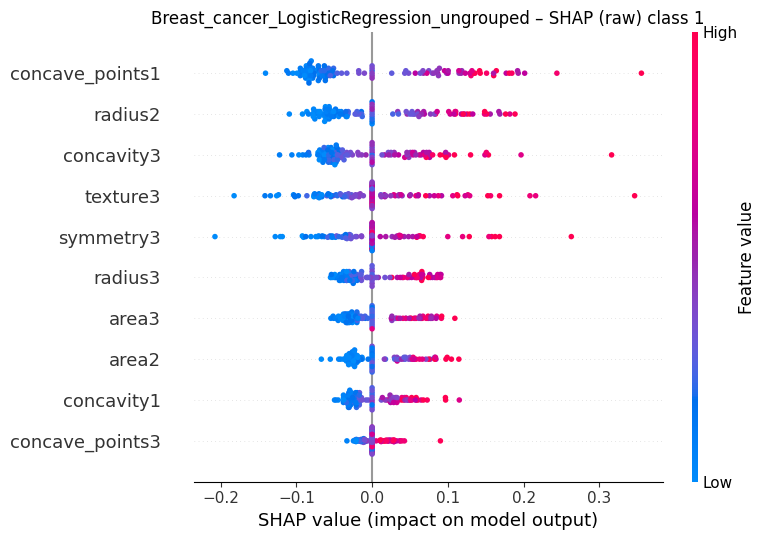 Breast_cancer_LogisticRegression_ungrouped – SHAP (raw) class 1
High
concave_points1
radius2
concavity3
texture3
symmetry3
radius3
area3
area2
concavity1
concave_points3
Feature value
Low
−0.2 −0.1 0.0 0.1 0.2 0.3
SHAP value (impact on model output)